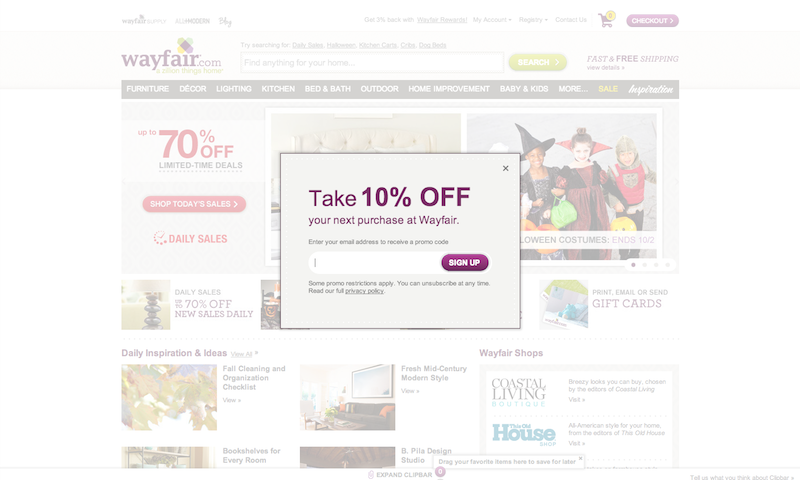 wayfair SUPPLY ALLMODERN Blog
Get 3% back with Wayfair Rewards! My Account Registry Contact Us 0 CHECKOUT
wayfair.com
a zillion things home
Try searching for: Daily Sales, Halloween, Kitchen Carts, Cribs, Dog Beds
Find anything for your home... SEARCH
FAST & FREE SHIPPING
view details »
FURNITURE DÉCOR LIGHTING KITCHEN BED & BATH OUTDOOR HOME IMPROVEMENT BABY & KIDS MORE... SALE Inspiration
up to 70% OFF
LIMITED-TIME DEALS
SHOP TODAY'S SALES
DAILY SALES
LLOWEEN COSTUMES: ENDS 10/2
×
Take 10% OFF
your next purchase at Wayfair.
Enter your email address to receive a promo code
SIGN UP
Some promo restrictions apply. You can unsubscribe at any time.
Read our full privacy policy.
DAILY SALES
UP TO 70% OFF
NEW SALES DAILY
PRINT, EMAIL OR SEND
GIFT CARDS
Daily Inspiration & Ideas View All »
Fall Cleaning and
Organization
Checklist
View »
Fresh Mid-Century
Modern Style
View »
Bookshelves for
Every Room
B. Pila Design
Studio
Wayfair Shops
COASTAL
LIVING
BOUTIQUE
Breezy looks you can buy, chosen
by the editors of Coastal Living
Visit »
This Old
House SHOP
All-American style for your home,
from the editors of This Old House
Visit »
Drag your favorite items here to save for later ×
EXPAND CLIPBAR 0
Tell us what you think about Clipbar »